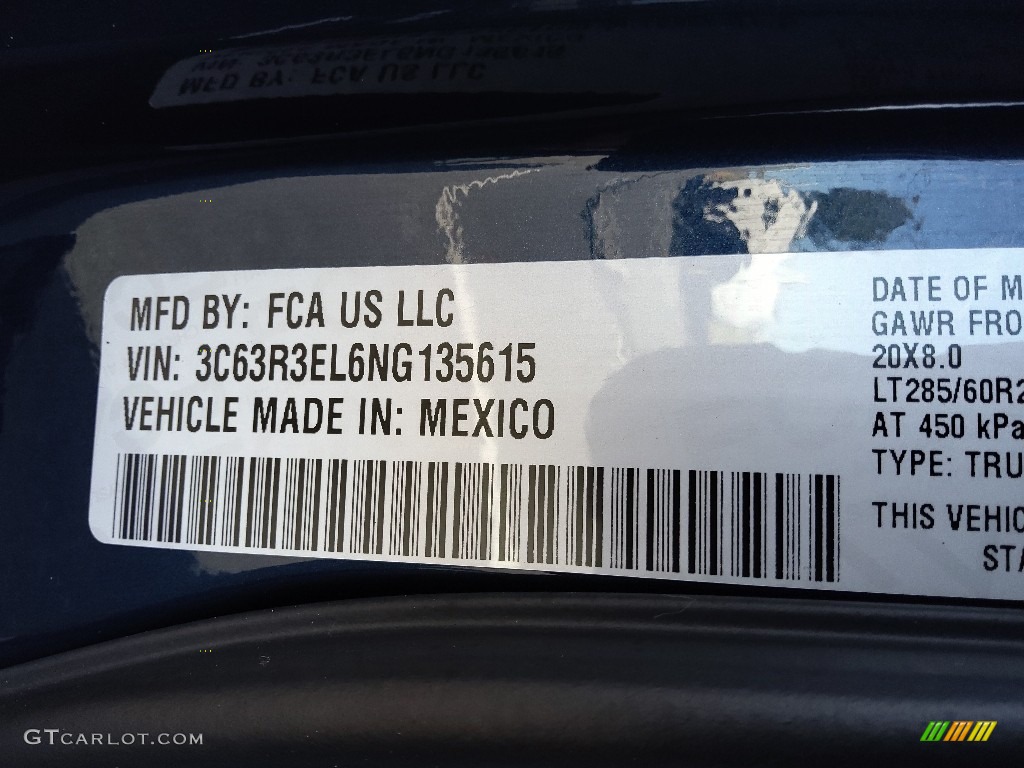 MFD BY: FCA US LLC
VIN: 3C63R3EL6NG135615
VEHICLE MADE IN: MEXICO
DATE OF M
GAWR FRO
20X8.0
LT285/60R2
AT 450 kPa
TYPE: TRU
THIS VEHIC
STA
GTCARLOT.COM